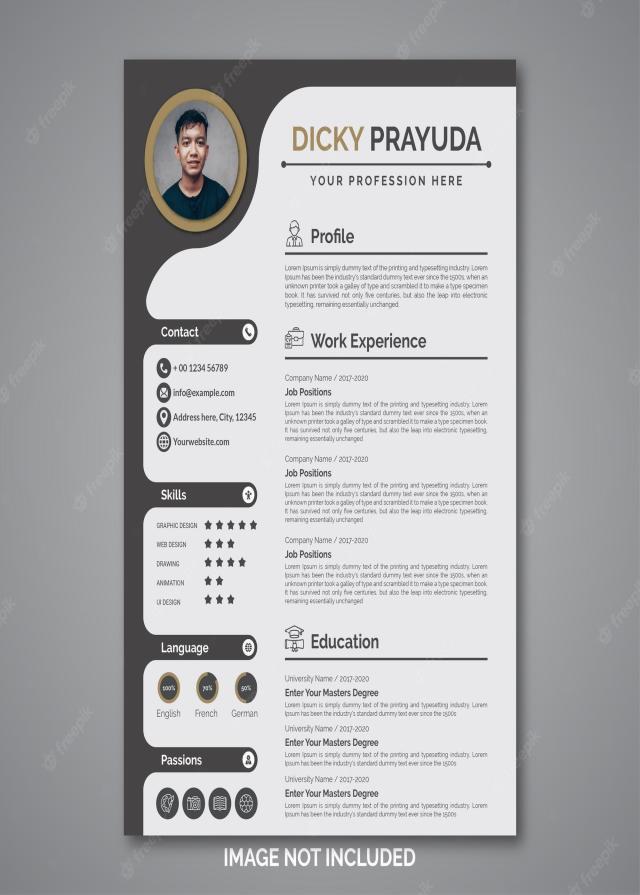 DICKY PRAYUDA
YOUR PROFESSION HERE
Profile
Lorem Ipsum is simply dummy text of the printing and typesetting industry. Lorem
Ipsum has been the industry's standard dummy text ever since the 1500s, when an
unknown printer took a galley of type and scrambled it to make a type specimen
book. It has survived not only five centuries, but also the leap into electronic
typesetting, remaining essentially unchanged.
Contact
+ 00 1234 56789
info@example.com
Address here, City, 12345
Yourwebsite.com
Skills
GRAPHIC DESIGN
WEB DESIGN
DRAWING
ANIMATION
UI DESIGN
Language
100% 70% 50%
English French German
Passions
Work Experience
Company Name / 2017-2020
Job Positions
Lorem Ipsum is simply dummy text of the printing and typesetting industry. Lorem
Ipsum has been the industry's standard dummy text ever since the 1500s, when an
unknown printer took a galley of type and scrambled it to make a type specimen book.
It has survived not only five centuries, but also the leap into electronic typesetting,
remaining essentially unchanged
Company Name / 2017-2020
Job Positions
Lorem Ipsum is simply dummy text of the printing and typesetting industry. Lorem
Ipsum has been the industry's standard dummy text ever since the 1500s, when an
unknown printer took a galley of type and scrambled it to make a type specimen book.
It has survived not only five centuries, but also the leap into electronic typesetting,
remaining essentially unchanged
Company Name / 2017-2020
Job Positions
Lorem Ipsum is simply dummy text of the printing and typesetting industry. Lorem
Ipsum has been the industry's standard dummy text ever since the 1500s, when an
unknown printer took a galley of type and scrambled it to make a type specimen book.
It has survived not only five centuries, but also the leap into electronic typesetting,
remaining essentially unchanged
Education
University Name / 2017-2020
Enter Your Masters Degree
Lorem Ipsum is simply dummy text of the printing and typesetting industry. Lorem
Ipsum has been the industry's standard dummy text ever since the 1500s
University Name / 2017-2020
Enter Your Masters Degree
Lorem Ipsum is simply dummy text of the printing and typesetting industry. Lorem
Ipsum has been the industry's standard dummy text ever since the 1500s.
University Name / 2017-2020
Enter Your Masters Degree
Lorem Ipsum is simply dummy text of the printing and typesetting industry. Lorem
Ipsum has been the industry's standard dummy text ever since the 1500s.
IMAGE NOT INCLUDED
freepik